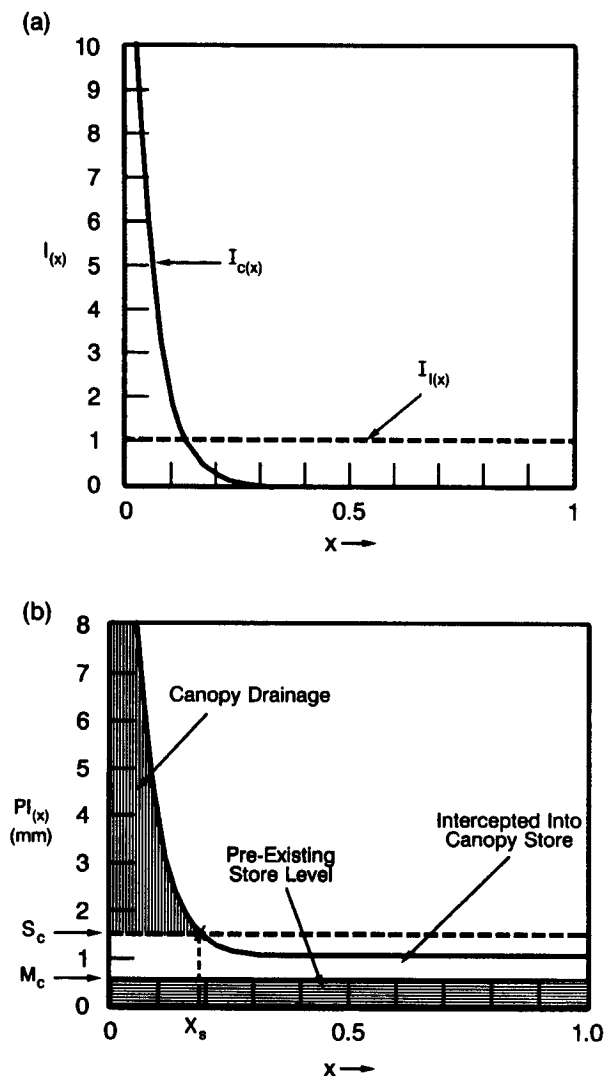 (a)
10
9
8
7
6
5
4
3
2
1
0
I(x)
Ic(x)
Il(x)
0
0.5
1
x →
(b)
8
7
6
5
4
3
2
1
0
PI(x)
(mm)
Sc
Mc
Canopy Drainage
Intercepted Into
Canopy Store
Pre-Existing
Store Level
0
Xs
0.5
1.0
x →